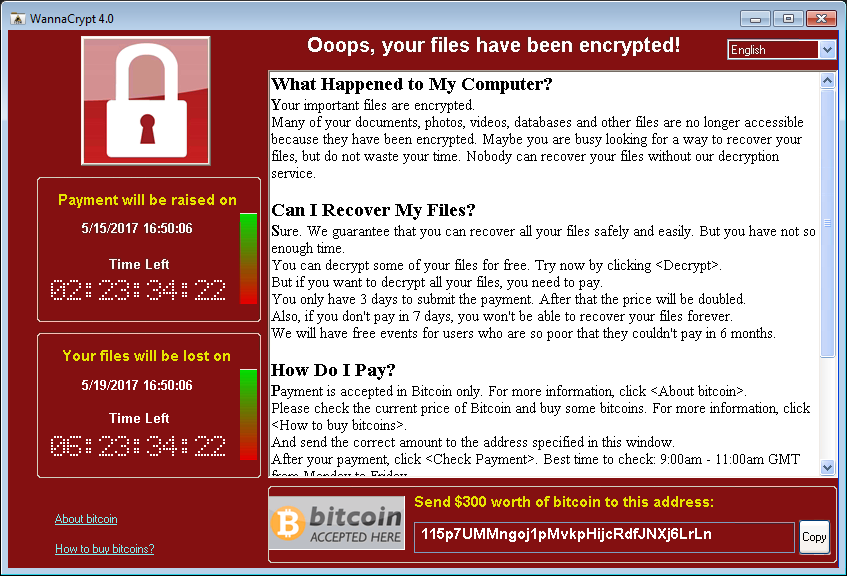 WannaCrypt 4.0
Ooops, your files have been encrypted!
English
Payment will be raised on
5/15/2017 16:50:06
Time Left
02:23:34:22
Your files will be lost on
5/19/2017 16:50:06
Time Left
06:23:34:22
About bitcoin
How to buy bitcoins?
What Happened to My Computer?
Your important files are encrypted.
Many of your documents, photos, videos, databases and other files are no longer accessible
because they have been encrypted. Maybe you are busy looking for a way to recover your
files, but do not waste your time. Nobody can recover your files without our decryption
service.
Can I Recover My Files?
Sure. We guarantee that you can recover all your files safely and easily. But you have not so
enough time.
You can decrypt some of your files for free. Try now by clicking <Decrypt>.
But if you want to decrypt all your files, you need to pay.
You only have 3 days to submit the payment. After that the price will be doubled.
Also, if you don't pay in 7 days, you won't be able to recover your files forever.
We will have free events for users who are so poor that they couldn't pay in 6 months.
How Do I Pay?
Payment is accepted in Bitcoin only. For more information, click <About bitcoin>.
Please check the current price of Bitcoin and buy some bitcoins. For more information, click
<How to buy bitcoins>.
And send the correct amount to the address specified in this window.
After your payment, click <Check Payment>. Best time to check: 9:00am - 11:00am GMT
from Monday to Friday.
bitcoin
ACCEPTED HERE
Send $300 worth of bitcoin to this address:
115p7UMMngoj1pMvkpHijcRdfJNXj6LrLn
Copy